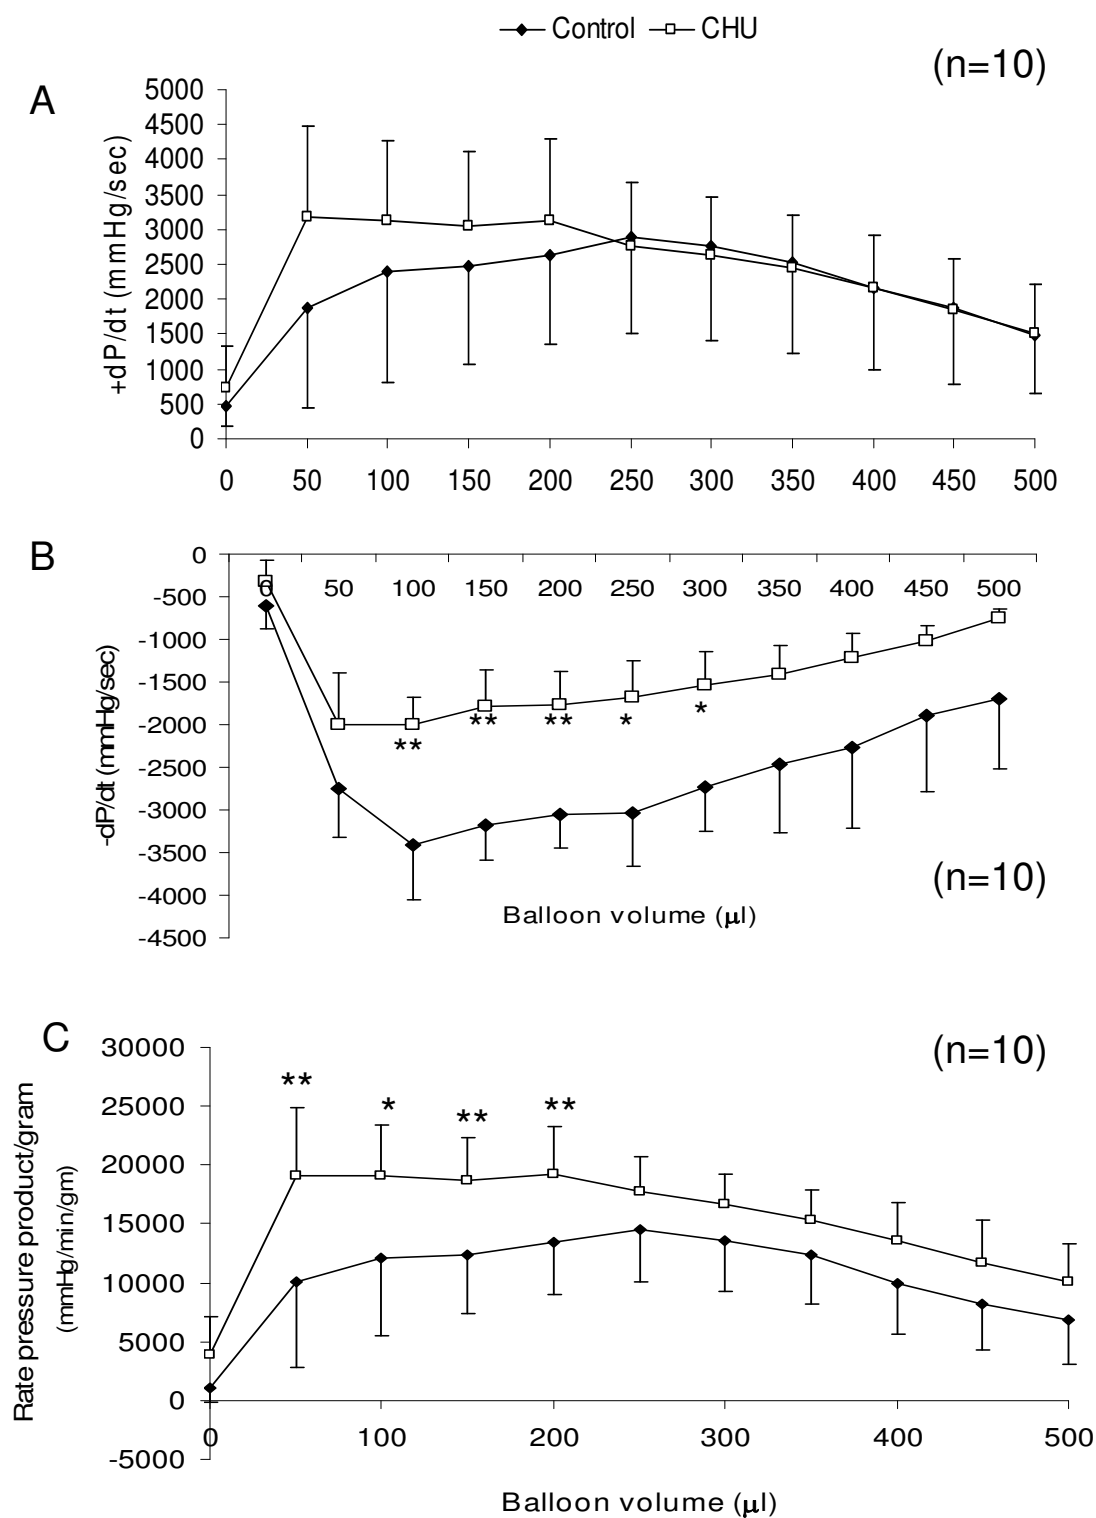 Control CHU
(n=10)
A
+dP/dt (mmHg/sec)
5000
4500
4000
3500
3000
2500
2000
1500
1000
500
0
0 50 100 150 200 250 300 350 400 450 500
B
-dP/dt (mmHg/sec)
0
-500
-1000
-1500
-2000
-2500
-3000
-3500
-4000
-4500
0 50 100 150 200 250 300 350 400 450 500
** ** ** * *
(n=10)
Balloon volume (μl)
C
(n=10)
Rate pressure product/gram
(mmHg/min/gm)
30000
25000
20000
15000
10000
5000
0
-5000
** * ** **
0 100 200 300 400 500
Balloon volume (μl)